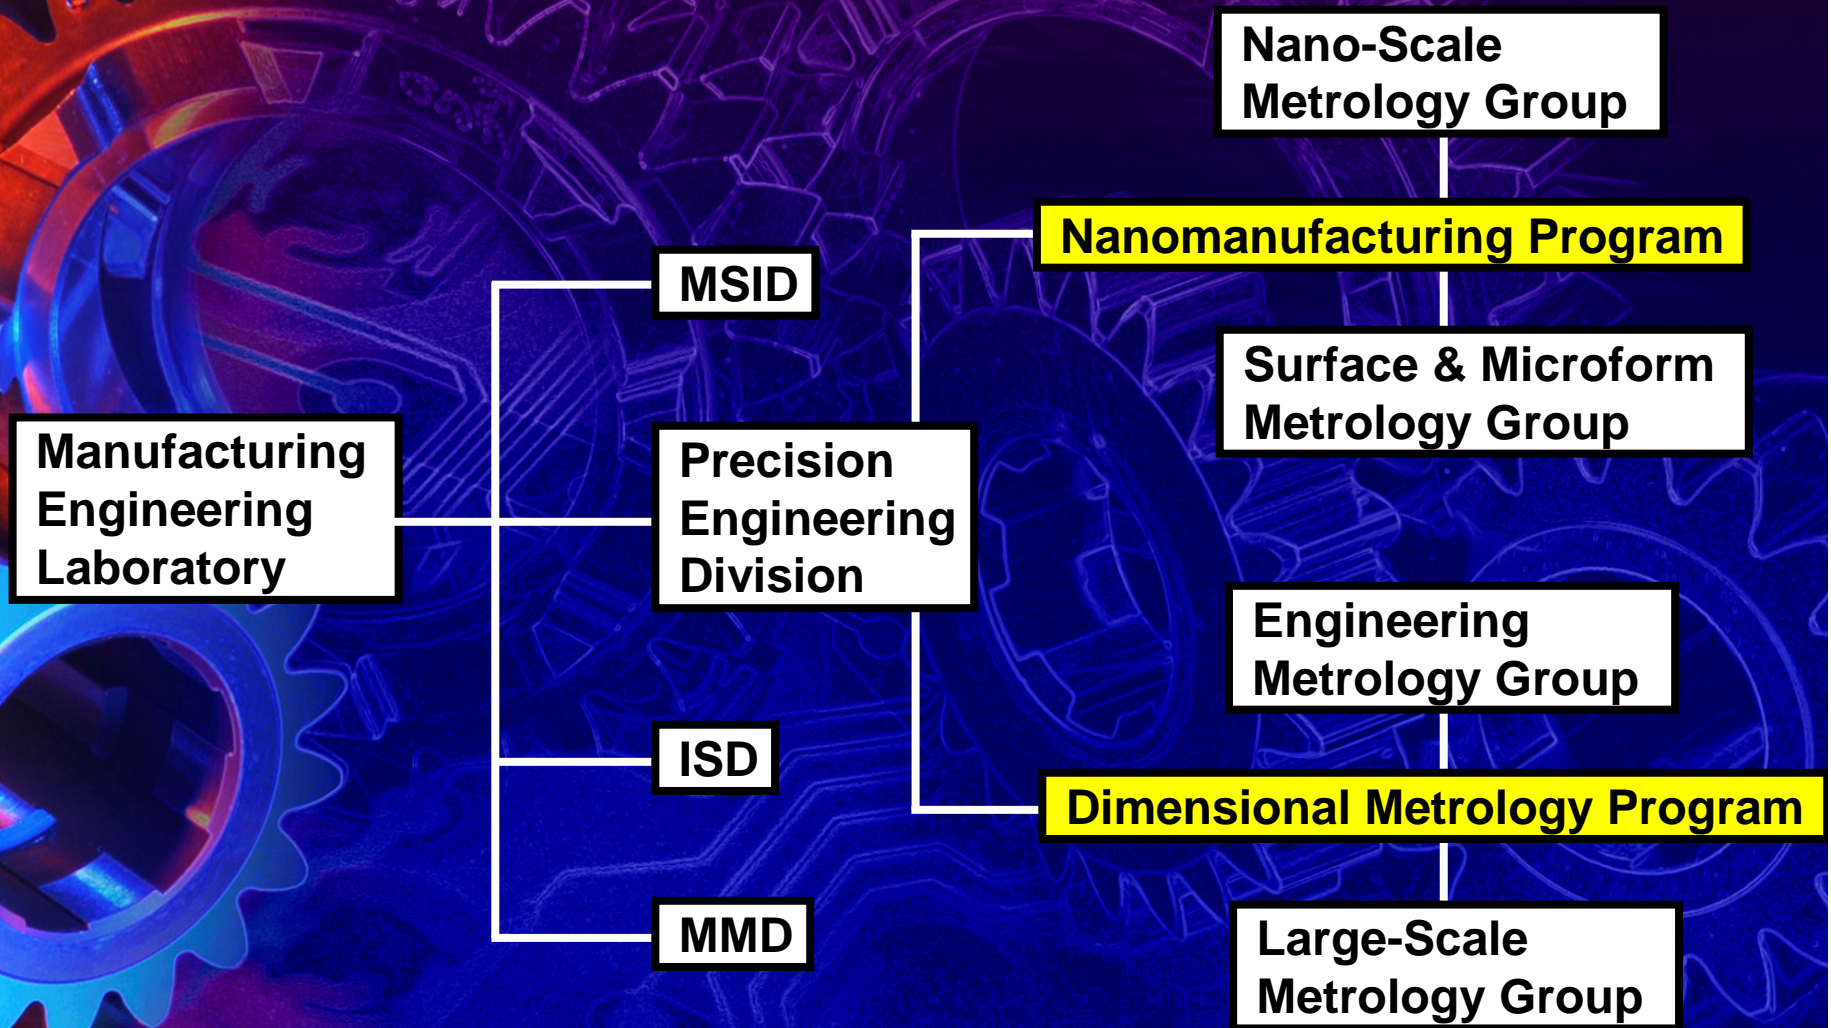 Manufacturing
Engineering
Laboratory
MSID
Precision
Engineering
Division
ISD
MMD
Nano-Scale
Metrology Group
Nanomanufacturing Program
Surface & Microform
Metrology Group
Engineering
Metrology Group
Dimensional Metrology Program
Large-Scale
Metrology Group